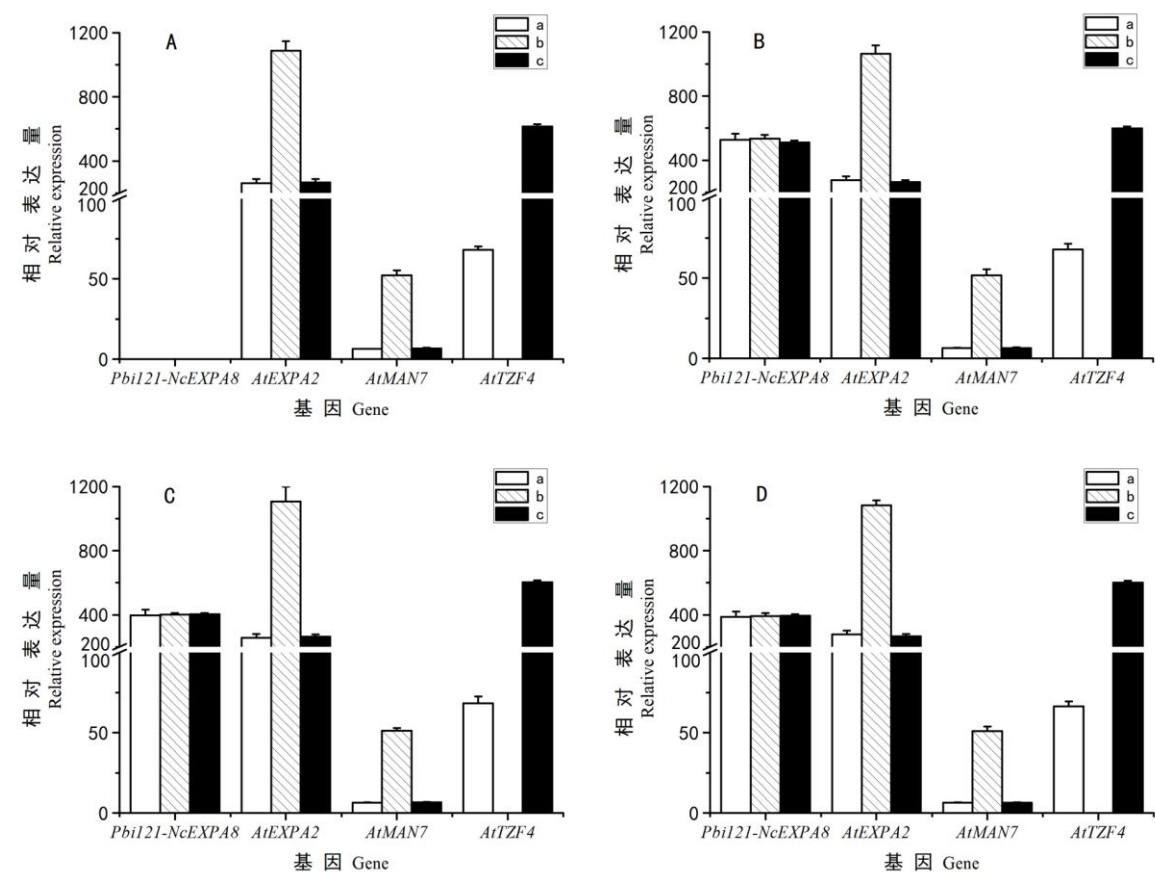 A
a
b
c
1200
800
400
200
100
50
0
相对表达量
Relative expression
Pbi121-NcEXPA8 AtEXPA2 AtMAN7 AtTZF4
基因 Gene
B
a
b
c
1200
800
400
200
100
50
0
相对表达量
Relative expression
Pbi121-NcEXPA8 AtEXPA2 AtMAN7 AtTZF4
基因 Gene
C
a
b
c
1200
800
400
200
100
50
0
相对表达量
Relative expression
Pbi121-NcEXPA8 AtEXPA2 AtMAN7 AtTZF4
基因 Gene
D
a
b
c
1200
800
400
200
100
50
0
相对表达量
Relative expression
Pbi121-NcEXPA8 AtEXPA2 AtMAN7 AtTZF4
基因 Gene